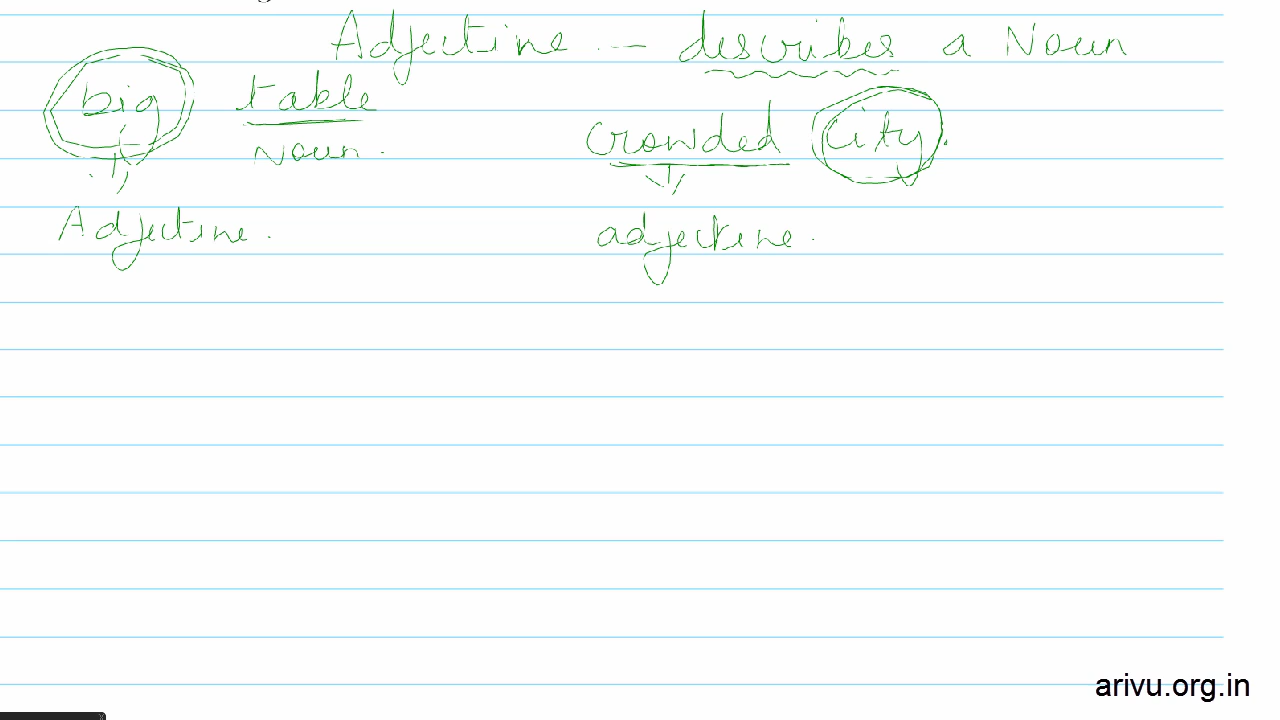 Adjective - describes a Noun
big table
Noun.
Crowded City.
Adjective.
adjective.
arivu.org.in